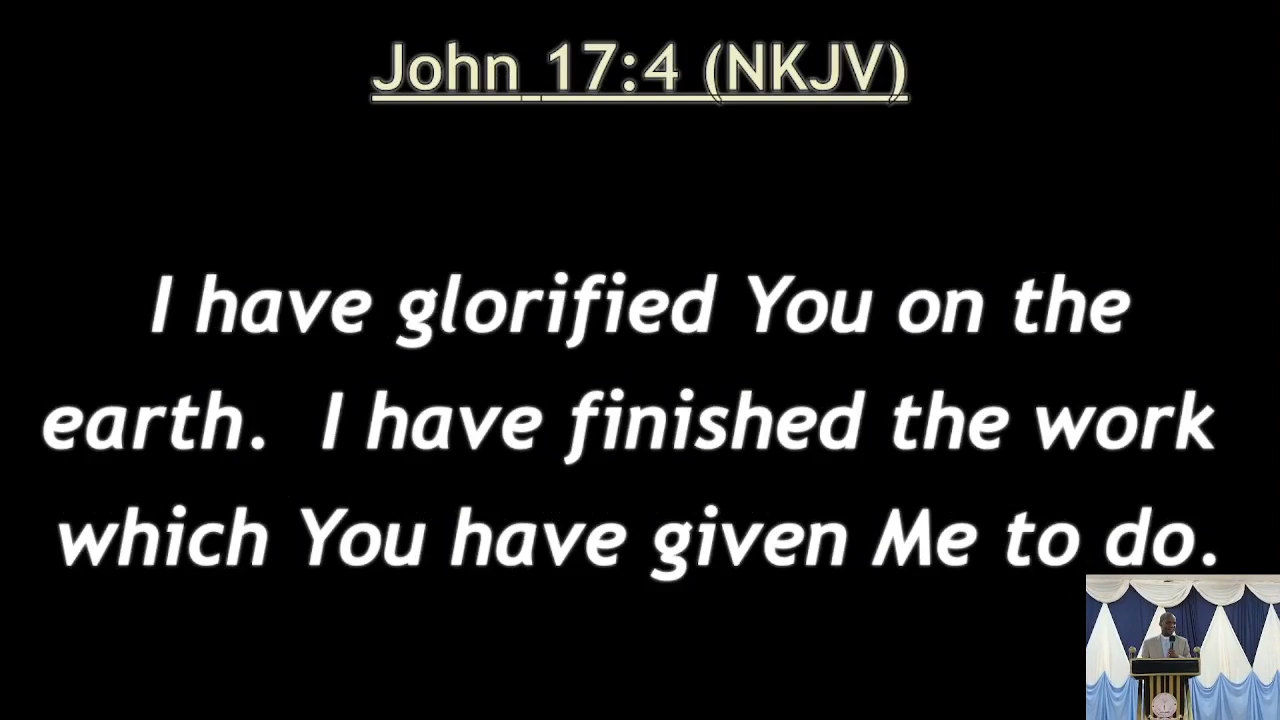 John 17:4 (NKJV)
I have glorified You on the
earth.  I have finished the work
which You have given Me to do.